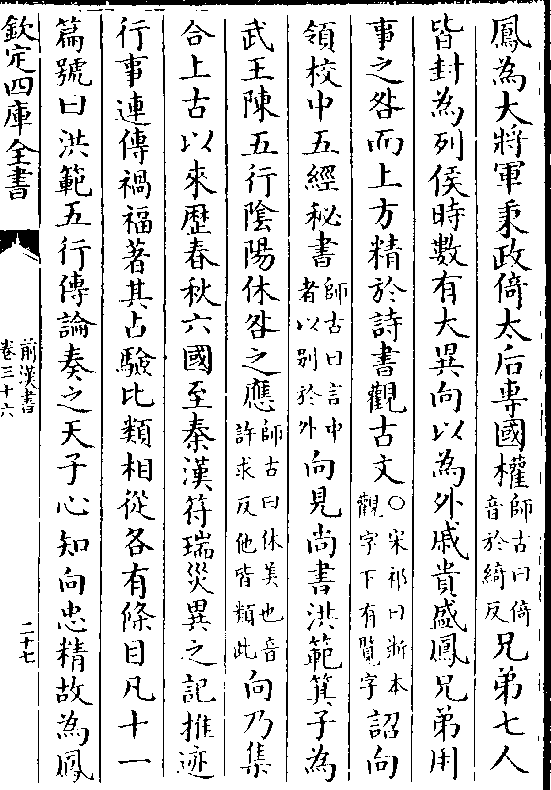 鳳為大將軍秉政倚太后專國權師古曰倚音於綺反兄弟七人
皆封為列侯時數有大異向以為外戚貴盛鳳兄弟用
事之咎而上方精於詩書觀古文○宋祁曰浙本觀字下有覽字詔向
領校中五經秘書師古曰言中者以別於外向見尚書洪範箕子為
武王陳五行陰陽休咎之應師古曰休美也音許求反他皆類此向乃集
合上古以來歴春秋六國至秦漢符瑞災異之記推迹
行事連傳禍福著其占驗比類相從各有條目凡十一
篇號曰洪範五行傳論奏之天子心知向忠精故為鳳
欽定四庫全書
前漢書
卷三十六
二十七